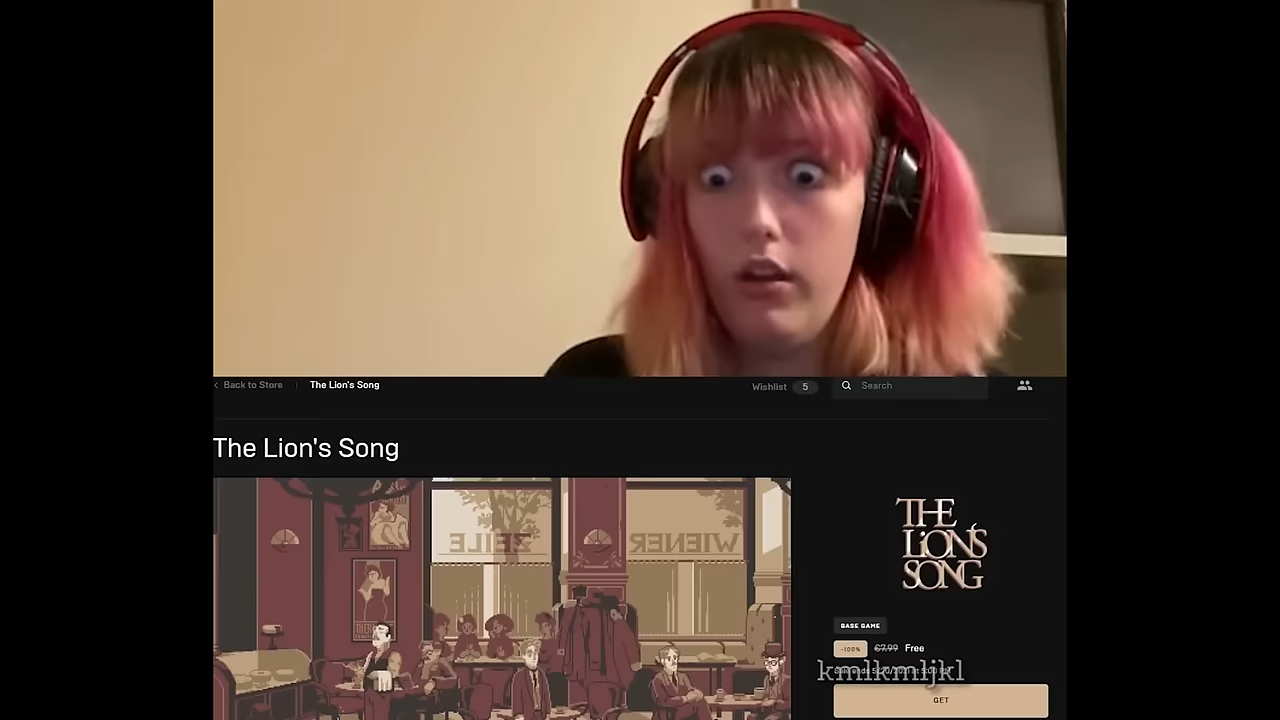 Back to Store
The Lion's Song
Wishlist 5
Search
The Lion's Song
ZEILE
WIENER
THE
LION'S
SONG
BASE GAME
-100% €7.99 Free
kmlkmljkl
GET